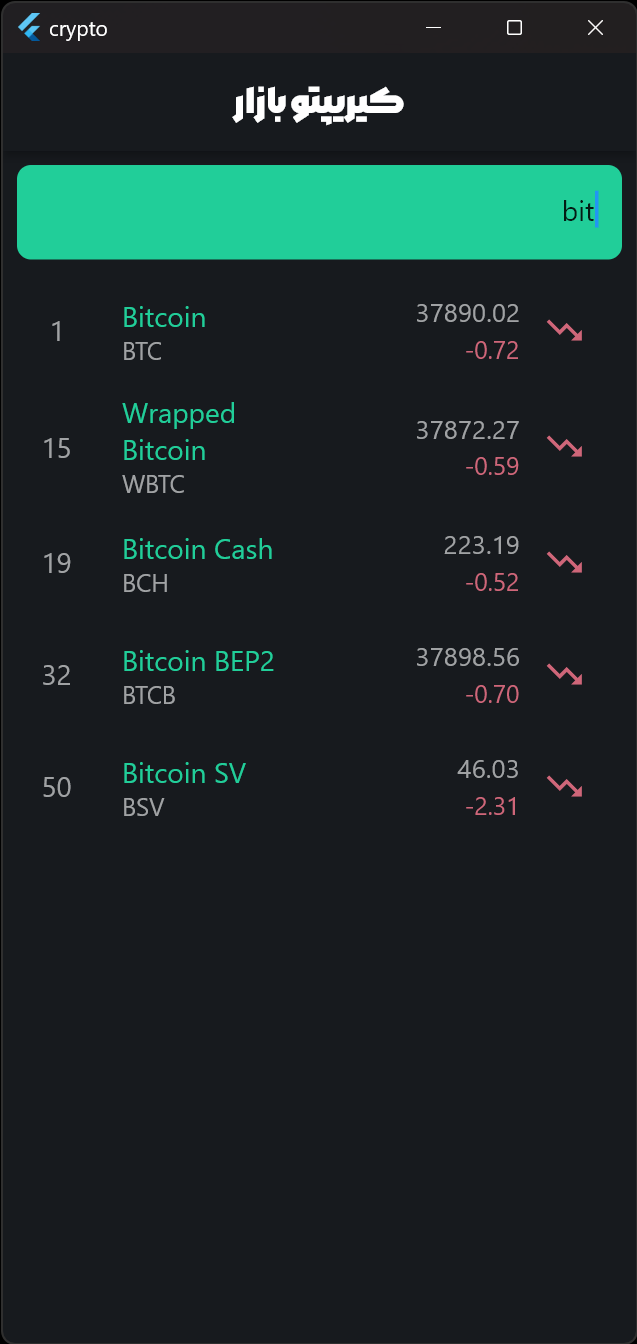 crypto
کیریپتو بازار
bit
1
Bitcoin
BTC
37890.02
-0.72
15
Wrapped
Bitcoin
WBTC
37872.27
-0.59
19
Bitcoin Cash
BCH
223.19
-0.52
32
Bitcoin BEP2
BTCB
37898.56
-0.70
50
Bitcoin SV
BSV
46.03
-2.31